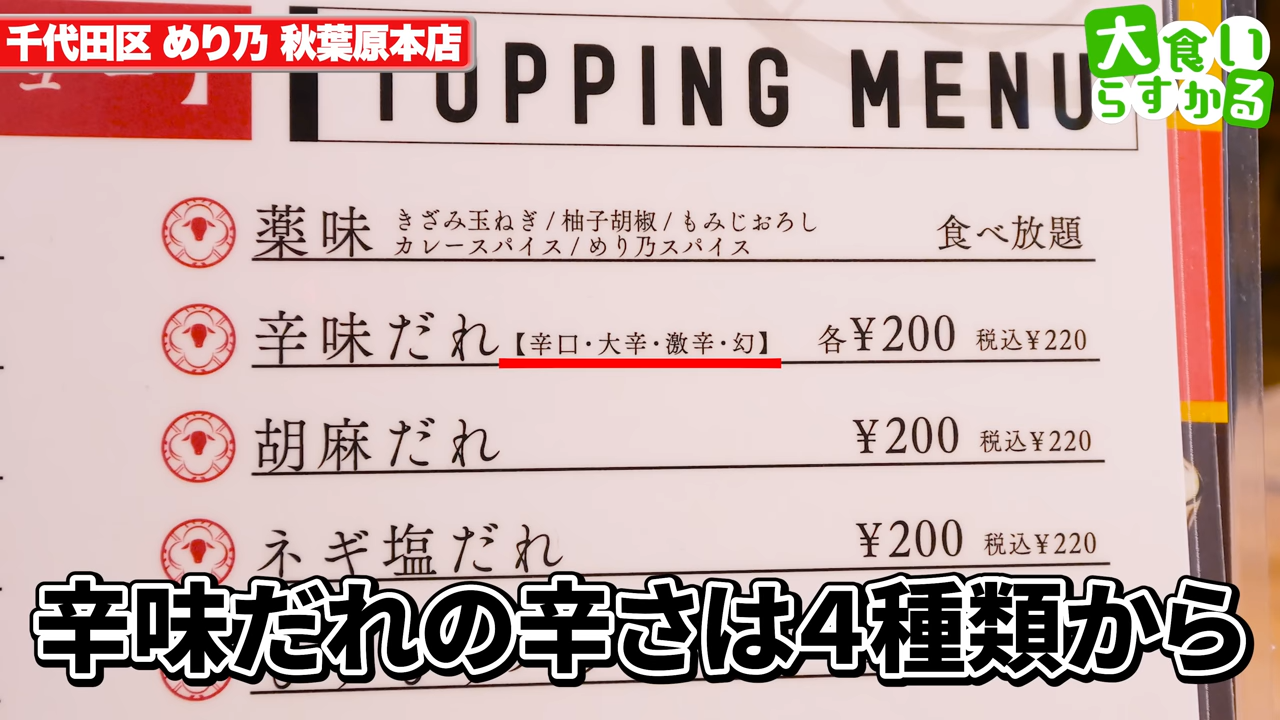 千代田区 めり乃 秋葉原本店
大食い
らすかる
ュー】
TOPPING MENU
薬味 きざみ玉ねぎ/柚子胡椒/もみじおろし 食べ放題
カレースパイス/めり乃スパイス
辛味だれ【辛口・大辛・激辛・幻】 各¥200 税込¥220
胡麻だれ ¥200 税込¥220
ネギ塩だれ ¥200 税込¥220
辛味だれの辛さは4種類から